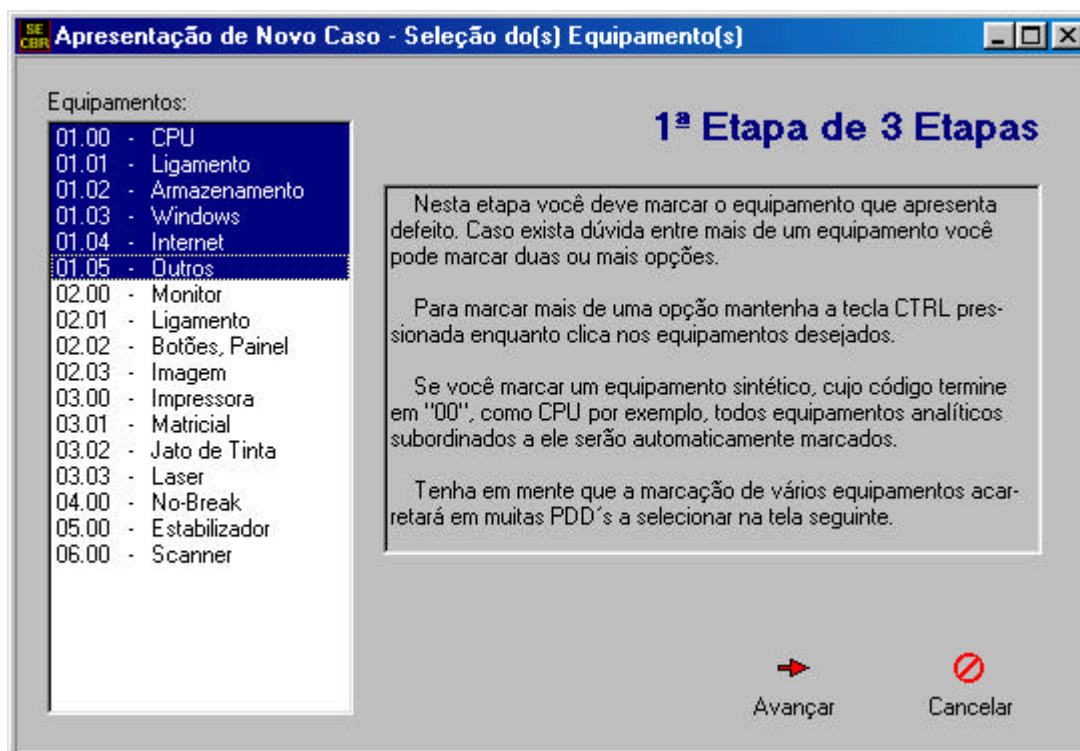 SE
CBR
Apresentação de Novo Caso - Seleção do(s) Equipamento(s)
Equipamentos:
01.00 - CPU
01.01 - Ligamento
01.02 - Armazenamento
01.03 - Windows
01.04 - Internet
01.05 - Outros
02.00 - Monitor
02.01 - Ligamento
02.02 - Botões, Painel
02.03 - Imagem
03.00 - Impressora
03.01 - Matricial
03.02 - Jato de Tinta
03.03 - Laser
04.00 - No-Break
05.00 - Estabilizador
06.00 - Scanner
1ª Etapa de 3 Etapas
Nesta etapa você deve marcar o equipamento que apresenta
defeito. Caso exista dúvida entre mais de um equipamento você
pode marcar duas ou mais opções.
Para marcar mais de uma opção mantenha a tecla CTRL pres-
sionada enquanto clica nos equipamentos desejados.
Se você marcar um equipamento sintético, cujo código termine
em "00", como CPU por exemplo, todos equipamentos analíticos
subordinados a ele serão automaticamente marcados.
Tenha em mente que a marcação de vários equipamentos acar-
retará em muitas PDD´s a selecionar na tela seguinte.
Avançar
Cancelar